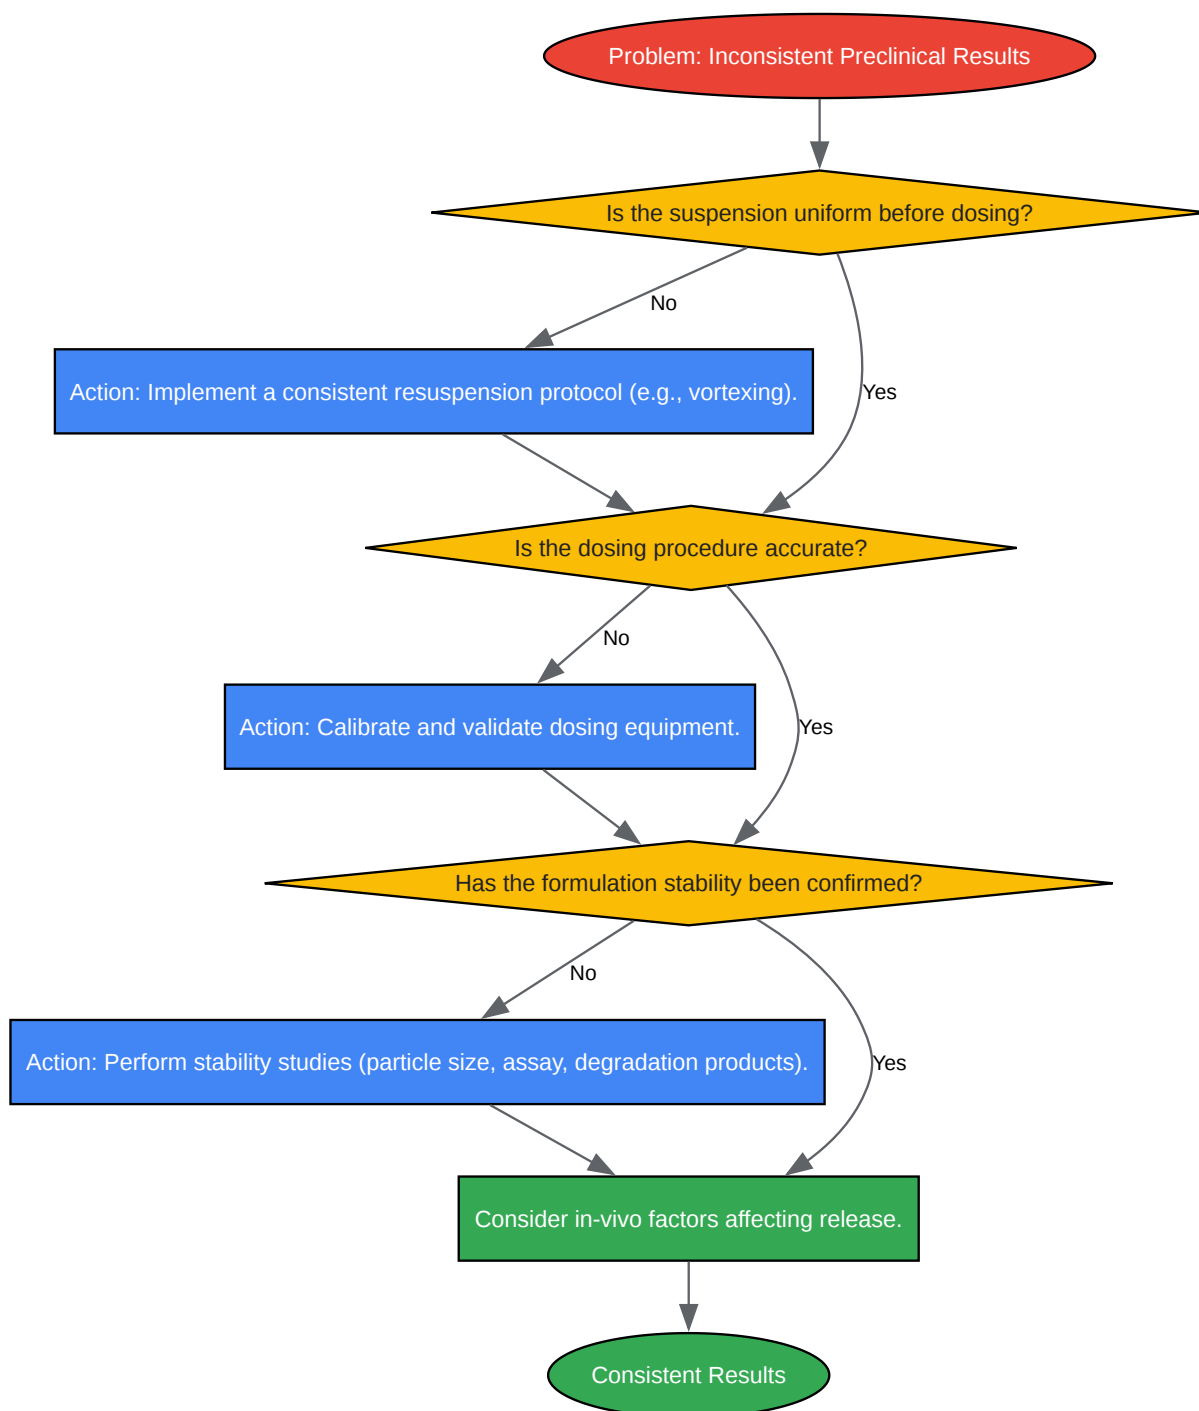 Problem: Inconsistent Preclinical Results
Is the suspension uniform before dosing?
No
Action: Implement a consistent resuspension protocol (e.g., vortexing).
Yes
Is the dosing procedure accurate?
No
Action: Calibrate and validate dosing equipment.
Yes
Has the formulation stability been confirmed?
No
Action: Perform stability studies (particle size, assay, degradation products).
Yes
Consider in-vivo factors affecting release.
Consistent Results